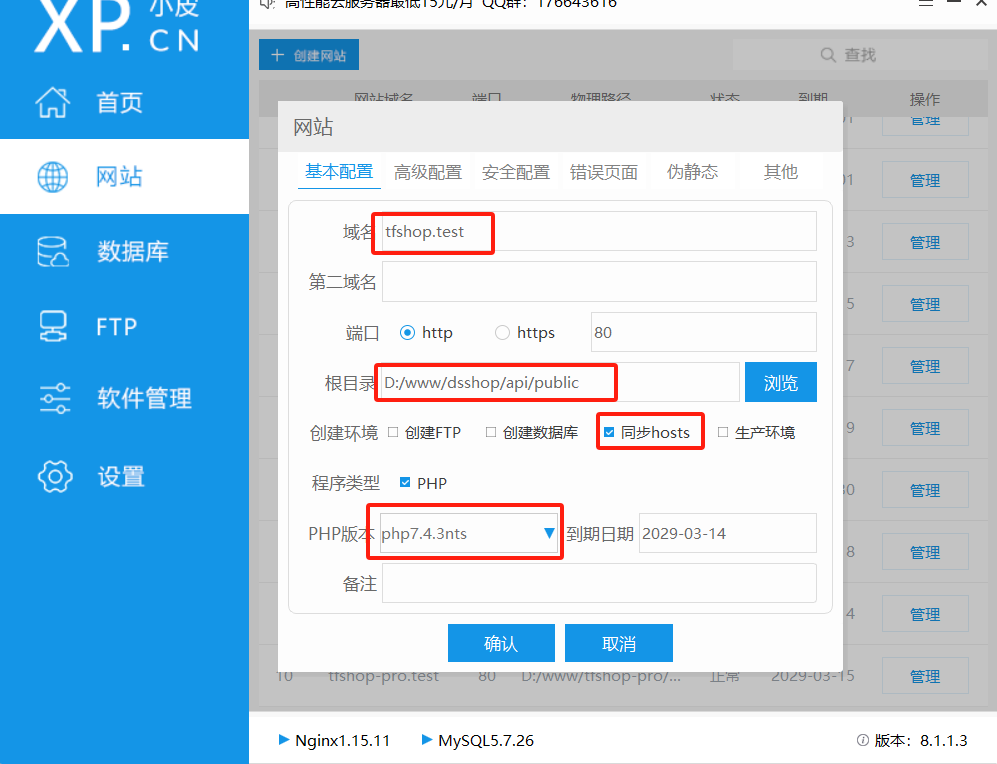 XP.CN 小皮
高性能云服务器最低15元/月 QQ群：176643616
首页
网站
数据库
FTP
软件管理
设置
创建网站
查找
网站域名 端口 物理路径 状态 到期 操作
管理
管理
管理
管理
管理
管理
管理
管理
管理
管理
网站
基本配置 高级配置 安全配置 错误页面 伪静态 其他
域名 tfshop.test
第二域名
端口 http https 80
根目录 D:/www/dsshop/api/public 浏览
创建环境 创建FTP 创建数据库 同步hosts 生产环境
程序类型 PHP
PHP版本 php7.4.3nts 到期日期 2029-03-14
备注
确认 取消
10 tfshop-pro.test 80 D:/www/tfshop-pro/... 正常 2029-03-15
Nginx1.15.11 MySQL5.7.26 版本：8.1.1.3